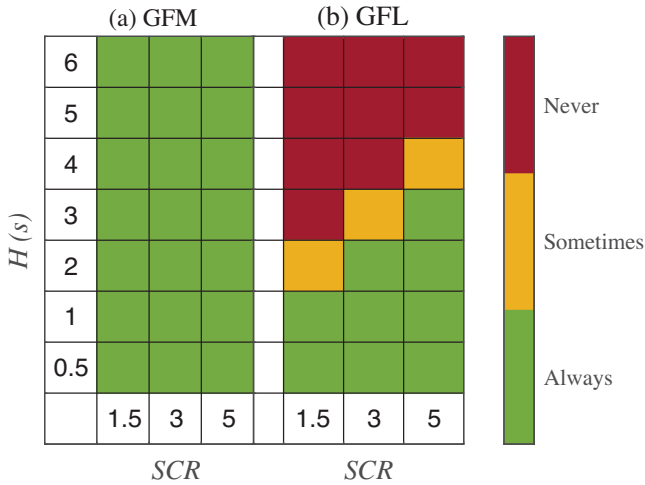 (a) GFM (b) GFL
6
5
4
3
2
1
0.5
H (s)
1.5 3 5 1.5 3 5
SCR SCR
Never
Sometimes
Always